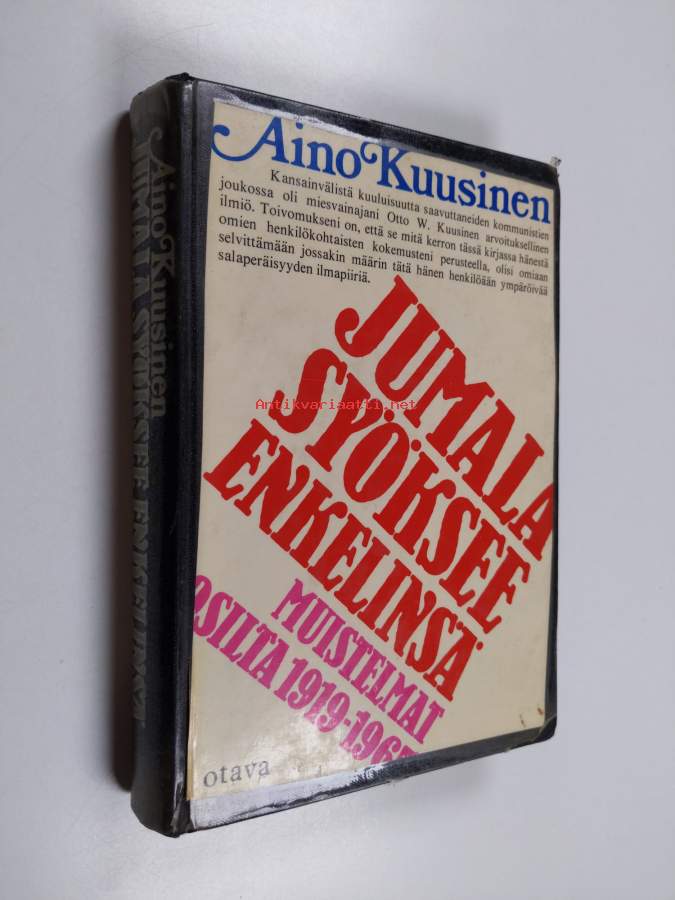 Aino Kuusinen
Kansainvälistä kuuluisuutta saavuttaneiden kommunistien
joukossa oli miesvainajani Otto W. Kuusinen arvoituksellinen
ilmiö. Toivomukseni on, että se mitä kerron tässä kirjassa hänestä
omien henkilökohtaisten kokemusteni perusteella, olisi omiaan
selvittämään jossakin määrin tätä hänen henkilöään ympäröivää
salaperäisyyden ilmapiiriä.
JUMALA
SYÖKSEE
ENKELINSÄ
MUISTELMAT
OSILTA 1919-196
otava
Aino Kuusinen
JUMALA SYÖKSEE ENKELINSÄ
Antikvariaatti.net